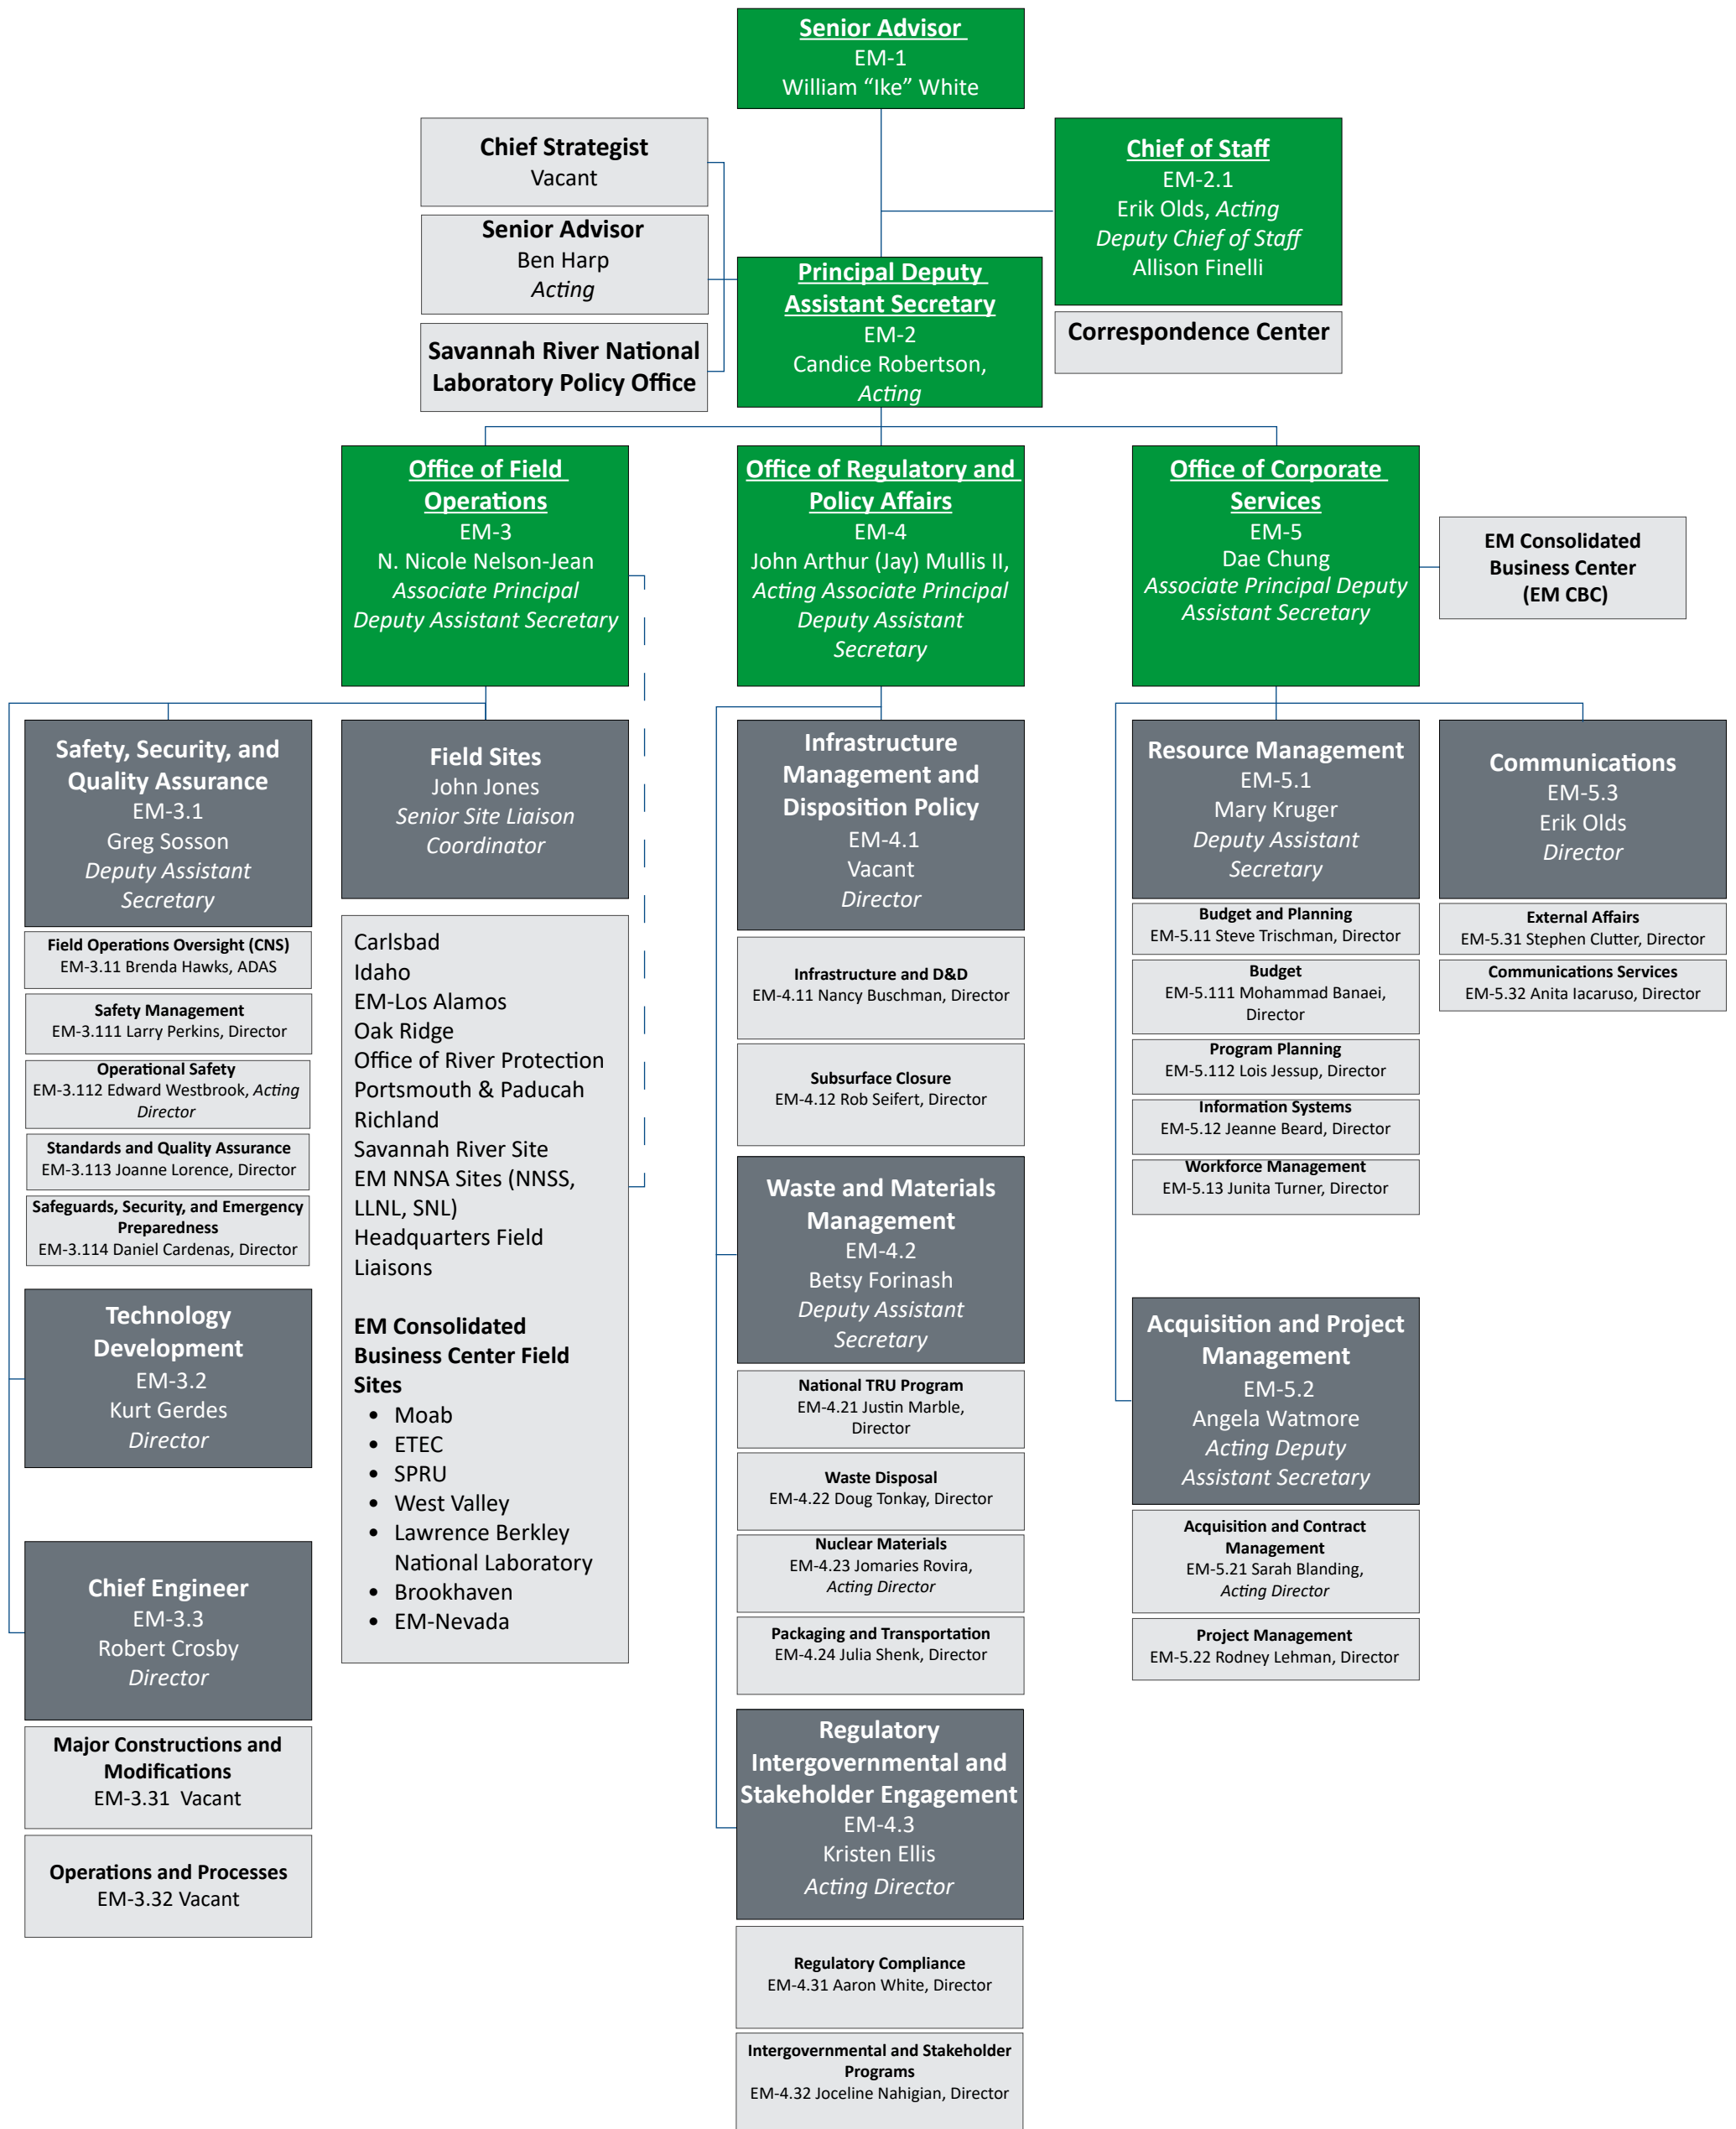 Senior Advisor
EM-1
William “Ike” White
Chief Strategist
Vacant
Senior Advisor
Ben Harp
Acting
Savannah River National
Laboratory Policy Office
Chief of Staff
EM-2.1
Erik Olds, Acting
Deputy Chief of Staff
Allison Finelli
Correspondence Center
Principal Deputy
Assistant Secretary
EM-2
Candice Robertson,
Acting
Office of Field
Operations
EM-3
N. Nicole Nelson-Jean
Associate Principal
Deputy Assistant Secretary
Office of Regulatory and
Policy Affairs
EM-4
John Arthur (Jay) Mullis II,
Acting Associate Principal
Deputy Assistant
Secretary
Office of Corporate
Services
EM-5
Dae Chung
Associate Principal Deputy
Assistant Secretary
EM Consolidated
Business Center
(EM CBC)
Safety, Security, and
Quality Assurance
EM-3.1
Greg Sosson
Deputy Assistant
Secretary
Field Operations Oversight (CNS)
EM-3.11 Brenda Hawks, ADAS
Safety Management
EM-3.111 Larry Perkins, Director
Operational Safety
EM-3.112 Edward Westbrook, Acting
Director
Standards and Quality Assurance
EM-3.113 Joanne Lorence, Director
Safeguards, Security, and Emergency
Preparedness
EM-3.114 Daniel Cardenas, Director
Technology
Development
EM-3.2
Kurt Gerdes
Director
Chief Engineer
EM-3.3
Robert Crosby
Director
Major Constructions and
Modifications
EM-3.31 Vacant
Operations and Processes
EM-3.32 Vacant
Field Sites
John Jones
Senior Site Liaison
Coordinator
Carlsbad
Idaho
EM-Los Alamos
Oak Ridge
Office of River Protection
Portsmouth & Paducah
Richland
Savannah River Site
EM NNSA Sites (NNSS,
LLNL, SNL)
Headquarters Field
Liaisons
EM Consolidated
Business Center Field
Sites
• Moab
• ETEC
• SPRU
• West Valley
• Lawrence Berkley
National Laboratory
• Brookhaven
• EM-Nevada
Infrastructure
Management and
Disposition Policy
EM-4.1
Vacant
Director
Infrastructure and D&D
EM-4.11 Nancy Buschman, Director
Subsurface Closure
EM-4.12 Rob Seifert, Director
Waste and Materials
Management
EM-4.2
Betsy Forinash
Deputy Assistant
Secretary
National TRU Program
EM-4.21 Justin Marble,
Director
Waste Disposal
EM-4.22 Doug Tonkay, Director
Nuclear Materials
EM-4.23 Jomaries Rovira,
Acting Director
Packaging and Transportation
EM-4.24 Julia Shenk, Director
Regulatory
Intergovernmental and
Stakeholder Engagement
EM-4.3
Kristen Ellis
Acting Director
Regulatory Compliance
EM-4.31 Aaron White, Director
Intergovernmental and Stakeholder
Programs
EM-4.32 Joceline Nahigian, Director
Resource Management
EM-5.1
Mary Kruger
Deputy Assistant
Secretary
Budget and Planning
EM-5.11 Steve Trischman, Director
Budget
EM-5.111 Mohammad Banaei,
Director
Program Planning
EM-5.112 Lois Jessup, Director
Information Systems
EM-5.12 Jeanne Beard, Director
Workforce Management
EM-5.13 Junita Turner, Director
Acquisition and Project
Management
EM-5.2
Angela Watmore
Acting Deputy
Assistant Secretary
Acquisition and Contract
Management
EM-5.21 Sarah Blanding,
Acting Director
Project Management
EM-5.22 Rodney Lehman, Director
Communications
EM-5.3
Erik Olds
Director
External Affairs
EM-5.31 Stephen Clutter, Director
Communications Services
EM-5.32 Anita Iacaruso, Director